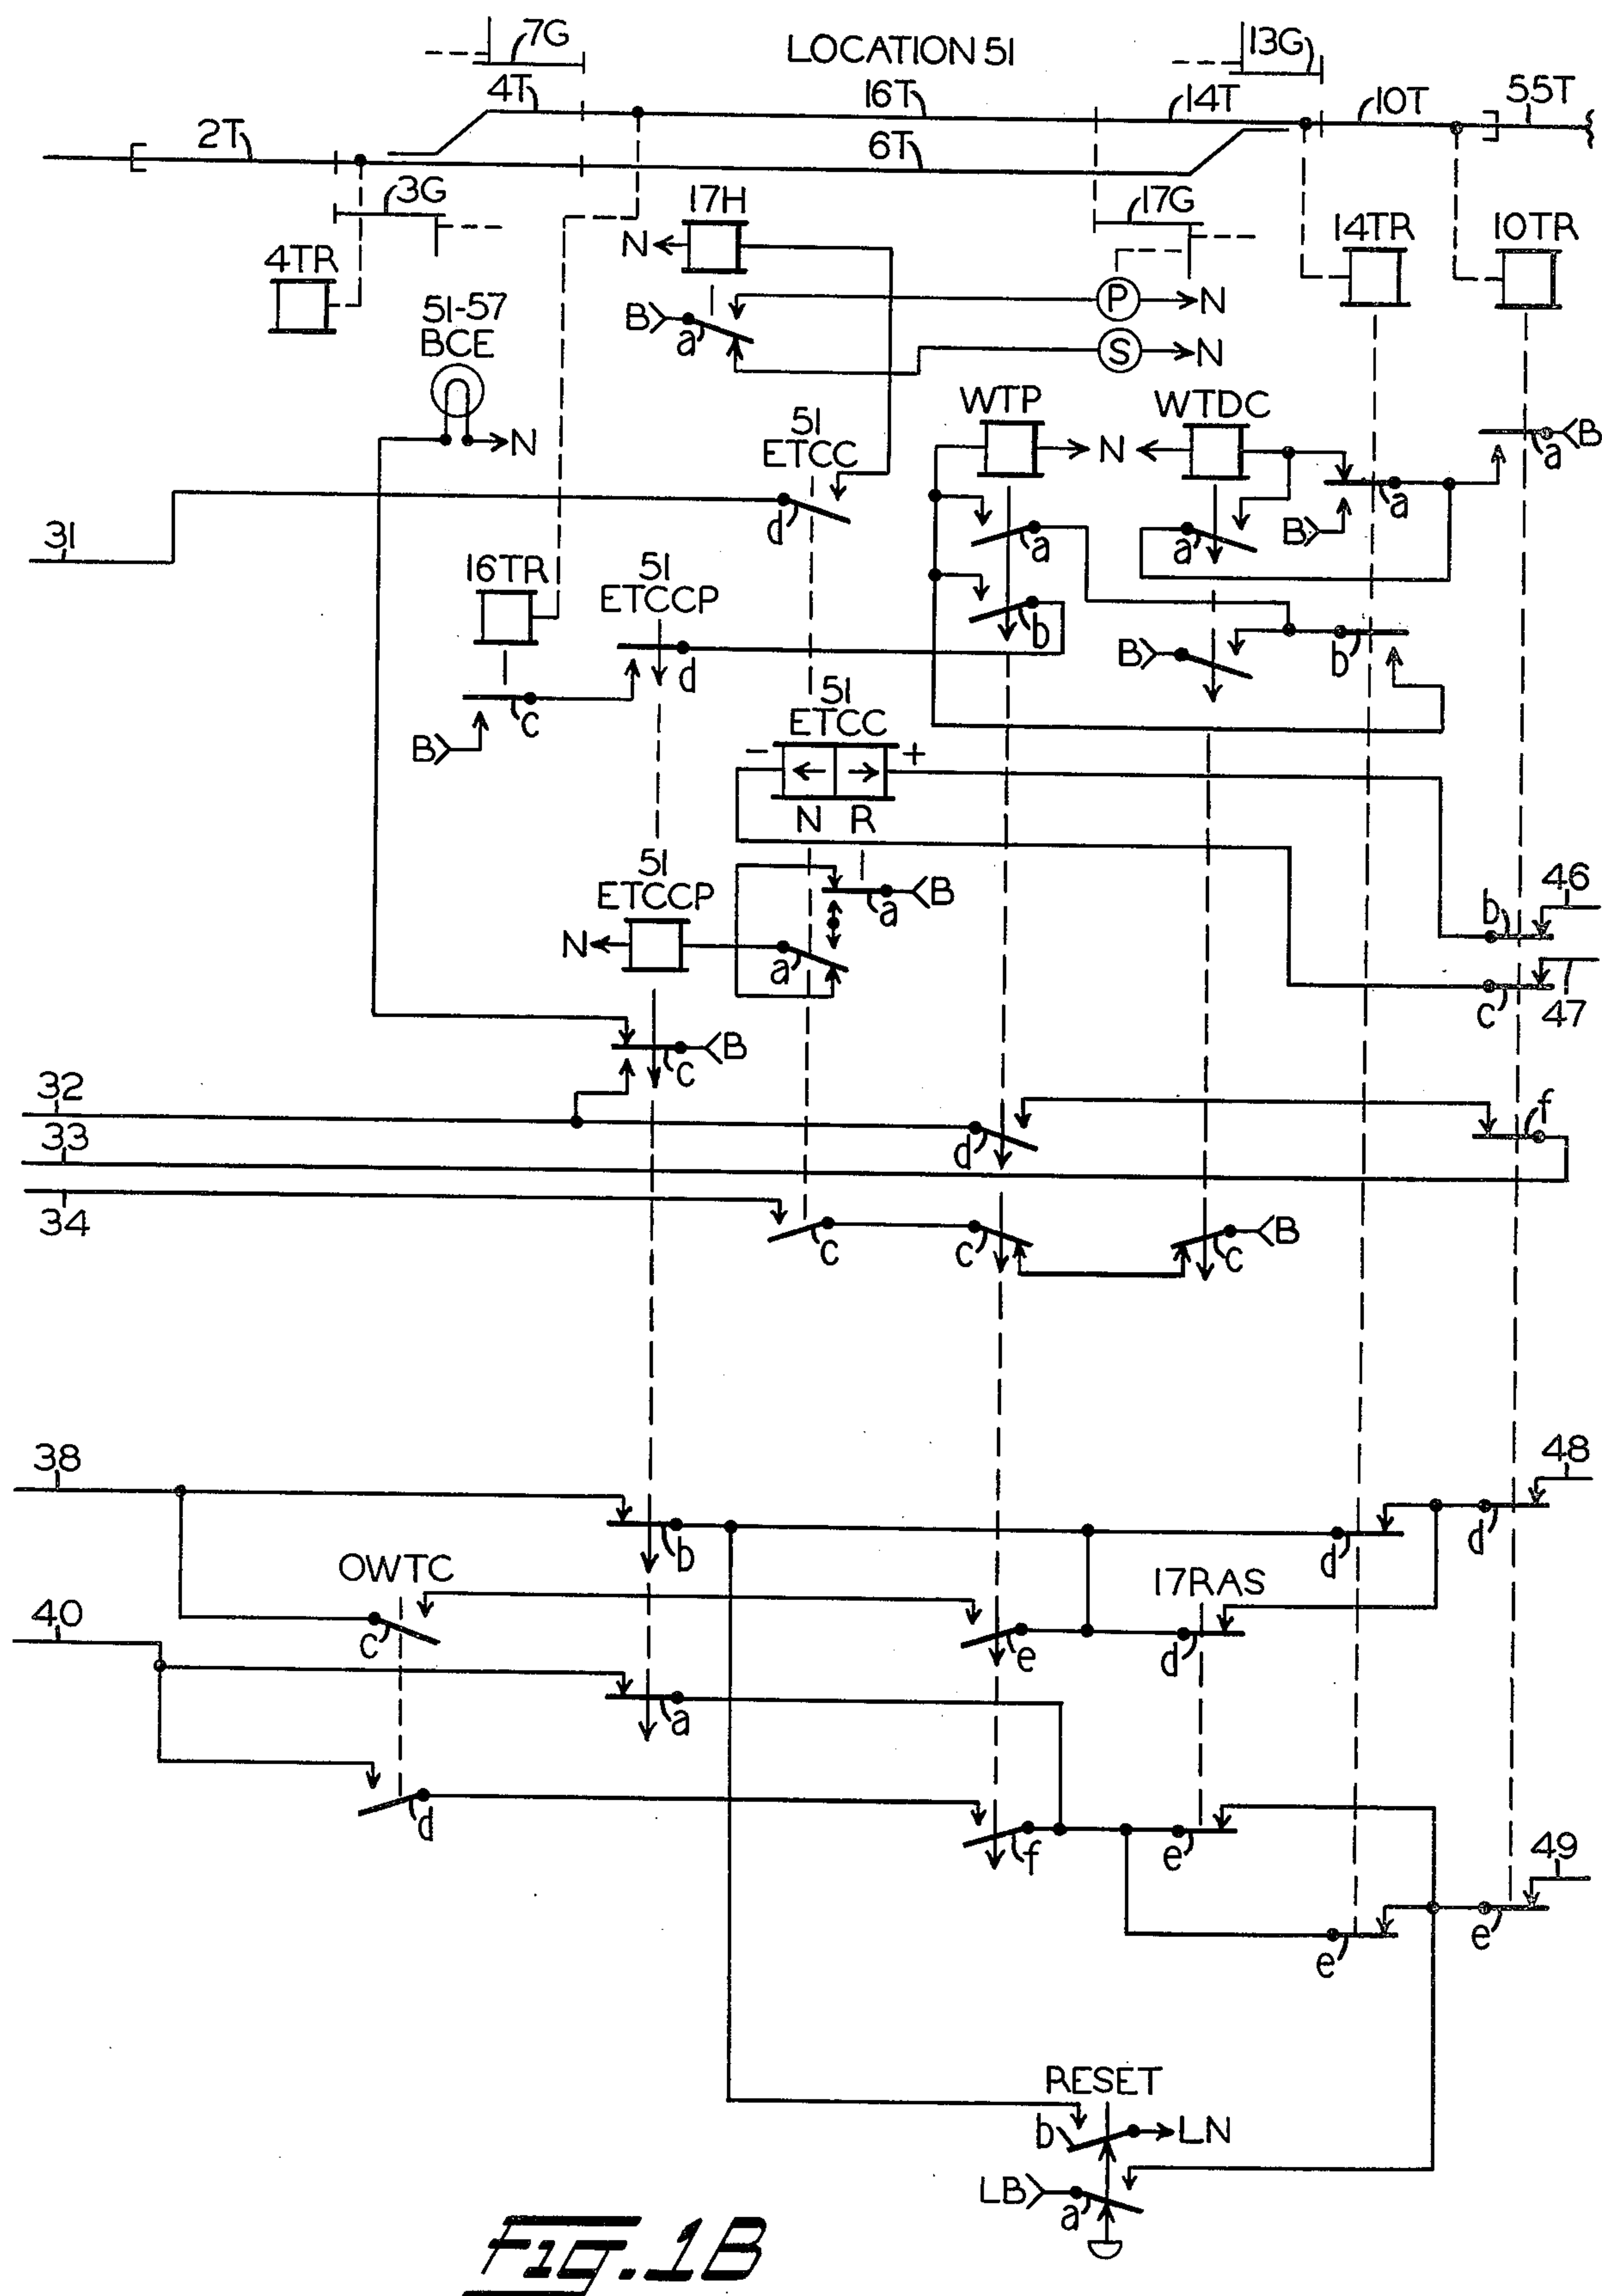 7G LOCATION 51 13G
4T 16T 14T 10T 55T
2T 6T
3G 17H 17G
4TR N 14TR 10TR
51-57 B a P N
BCE S N
N 51 WTP WTDC
ETCC N a B
d a B a
31 a
16TR 51
ETCCP b B b
d
c
B 51
ETCC
- +
N R
51
ETCCP B 46
a b
N a
c 47
B
c
32 f
33 d
34 c c c B
38 48
b d d
OWTC 17RAS
40 c e d
a
d f e 49
e e
RESET
b LN
LB a
Fig. 1B